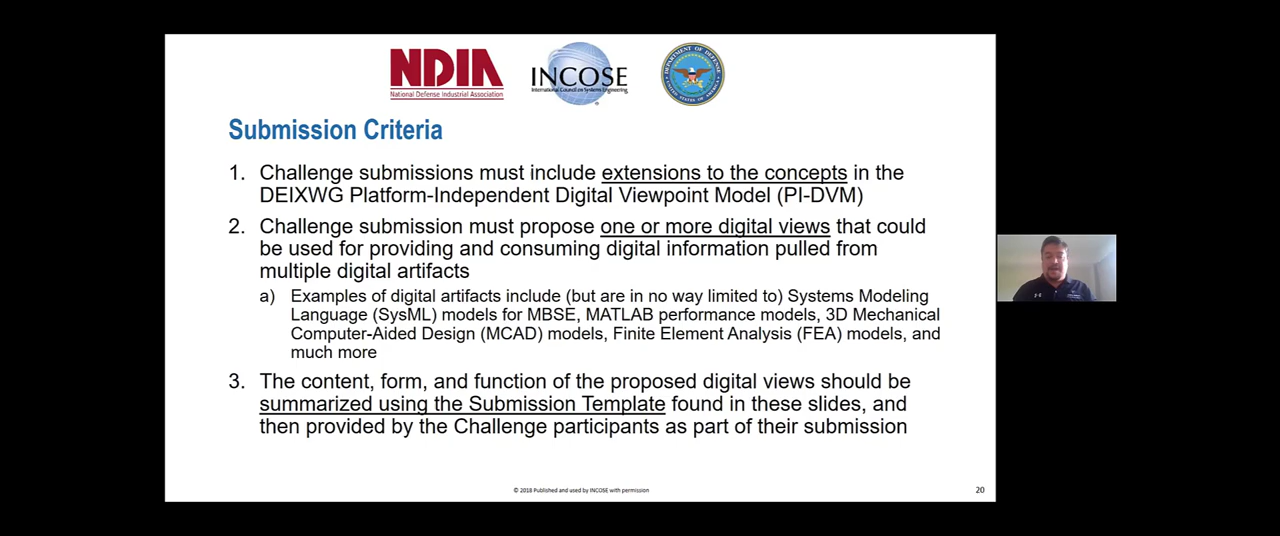 NDIA
National Defense Industrial Association
INCOSE
International Council on Systems Engineering
DEPARTMENT OF DEFENSE
UNITED STATES OF AMERICA
Submission Criteria
1. Challenge submissions must include extensions to the concepts in the
DEIXWG Platform-Independent Digital Viewpoint Model (PI-DVM)
2. Challenge submission must propose one or more digital views that could
be used for providing and consuming digital information pulled from
multiple digital artifacts
a) Examples of digital artifacts include (but are in no way limited to) Systems Modeling
Language (SysML) models for MBSE, MATLAB performance models, 3D Mechanical
Computer-Aided Design (MCAD) models, Finite Element Analysis (FEA) models, and
much more
3. The content, form, and function of the proposed digital views should be
summarized using the Submission Template found in these slides, and
then provided by the Challenge participants as part of their submission
© 2018 Published and used by INCOSE with permission
20